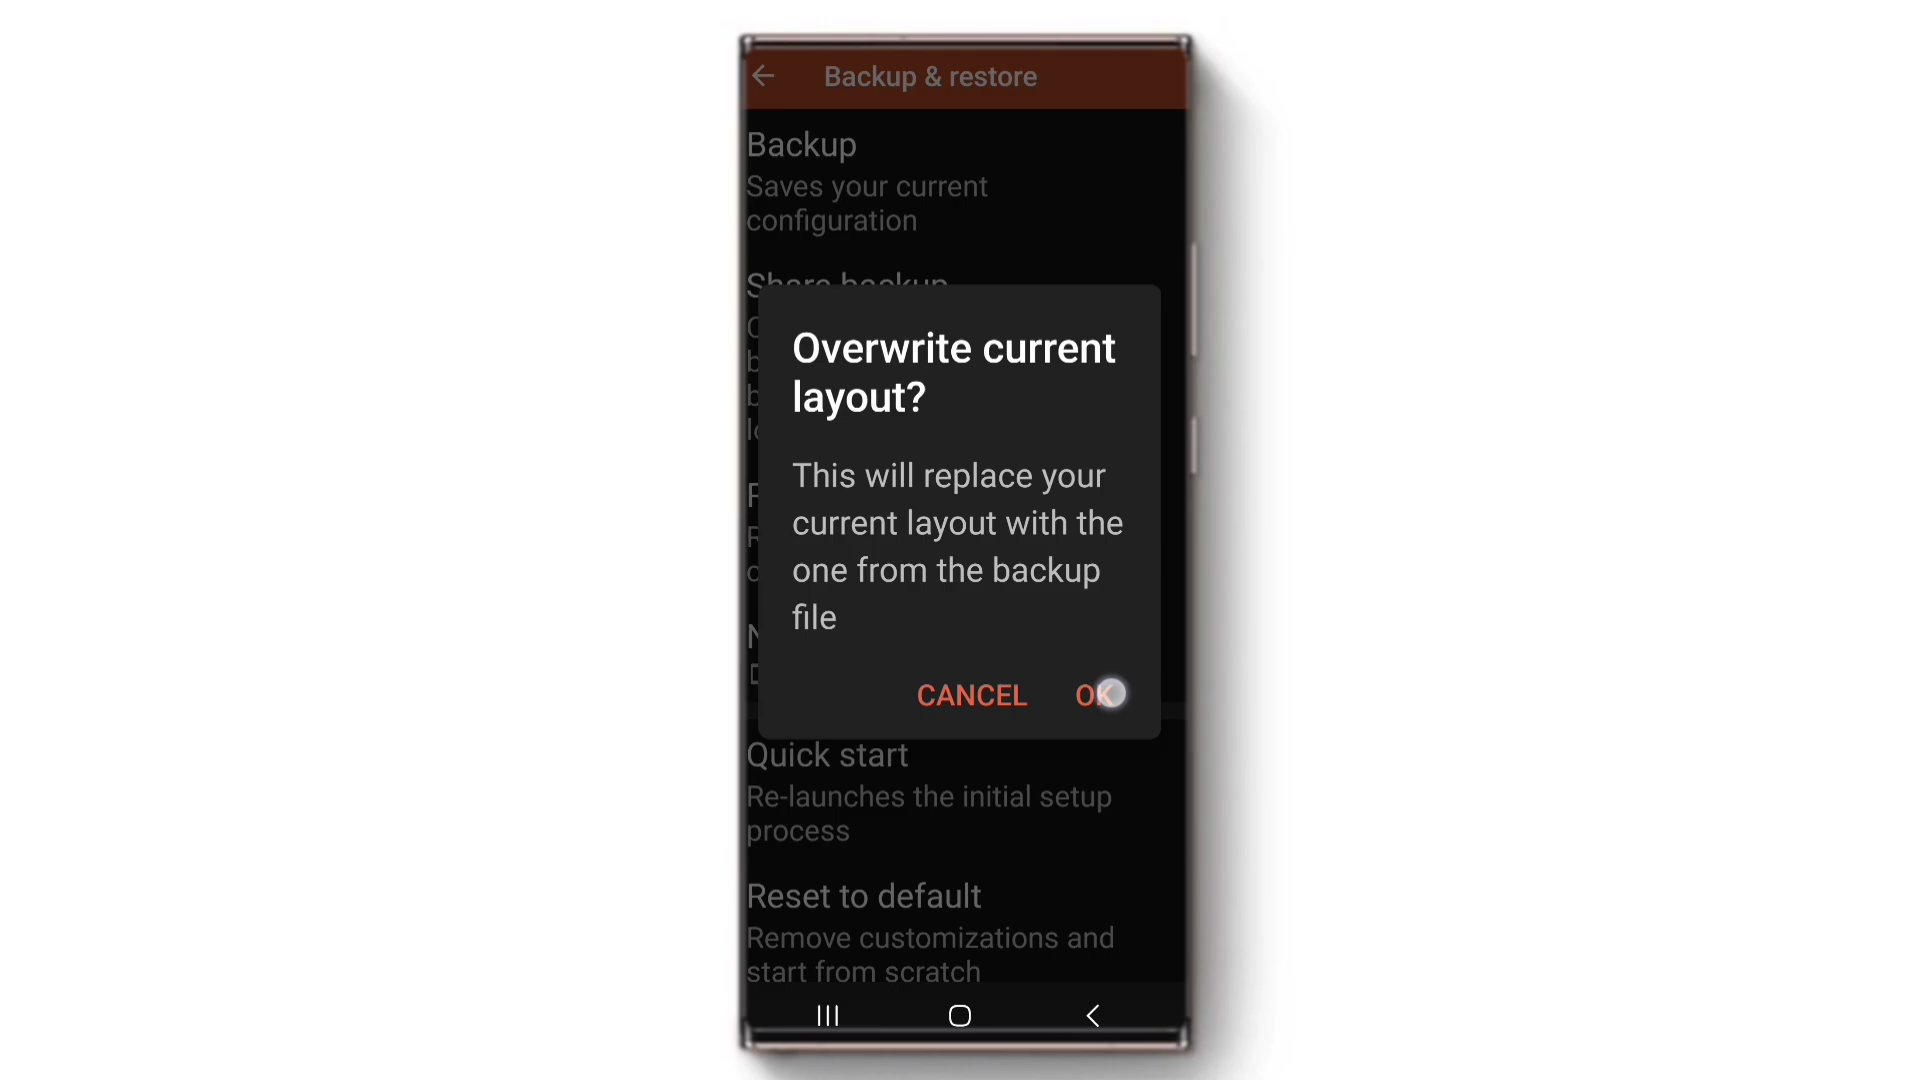 Backup & restore
Backup
Saves your current
configuration
Share backup
Overwrite current
layout?
This will replace your
current layout with the
one from the backup
file
CANCEL OK
Quick start
Re-launches the initial setup
process
Reset to default
Remove customizations and
start from scratch